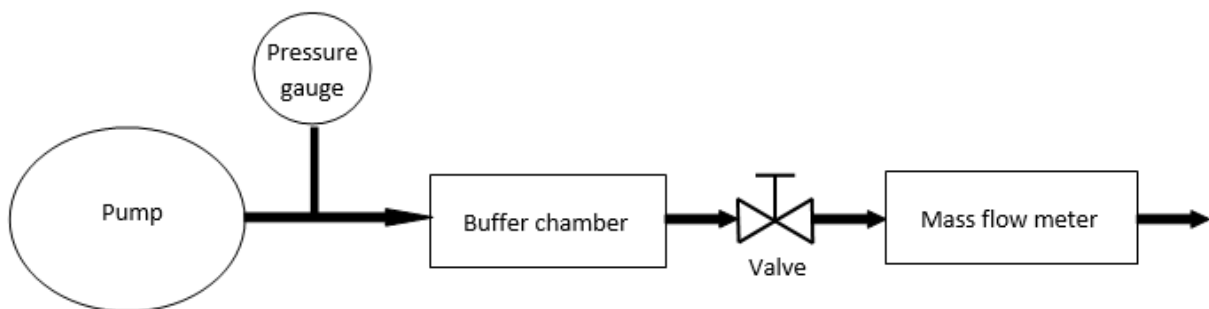 Pressure
gauge
Pump
Buffer chamber
Valve
Mass flow meter